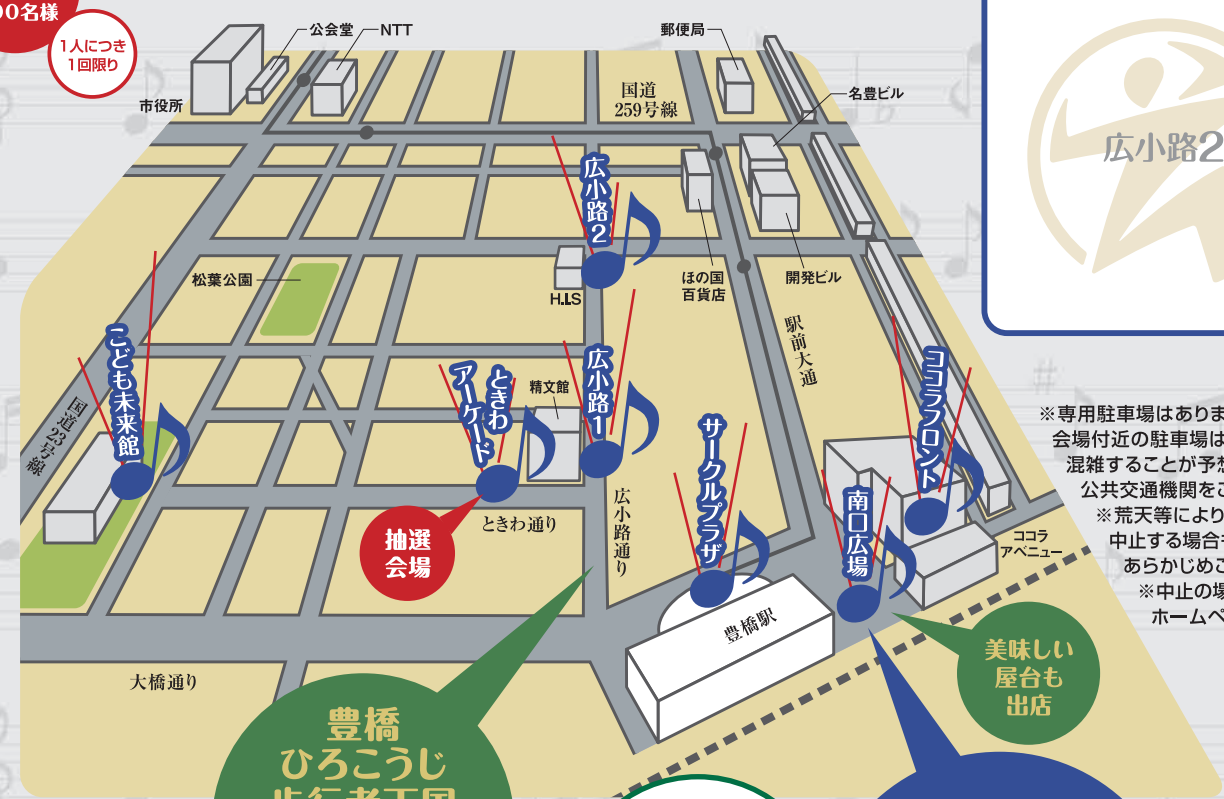 00名様
1人につき
1回限り
公会堂
NTT
市役所
郵便局
国道
259号線
名豊ビル
広小路2
松葉公園
H.I.S
ほの国
百貨店
開発ビル
駅前大通
こども未来館
国道23号線
ときわ
アーケード
精文館
広小路1
サークルプラザ
ココラフロント
南口広場
抽選
会場
ときわ通り
広小路通り
ココラ
アベニュー
豊橋駅
大橋通り
美味しい
屋台も
出店
豊橋
ひろこうじ
歩行者天国
広小路2
※専用駐車場はありま
会場付近の駐車場は
混雑することが予想
公共交通機関をご
※荒天等により
中止する場合
あらかじめご
※中止の場
ホームペ